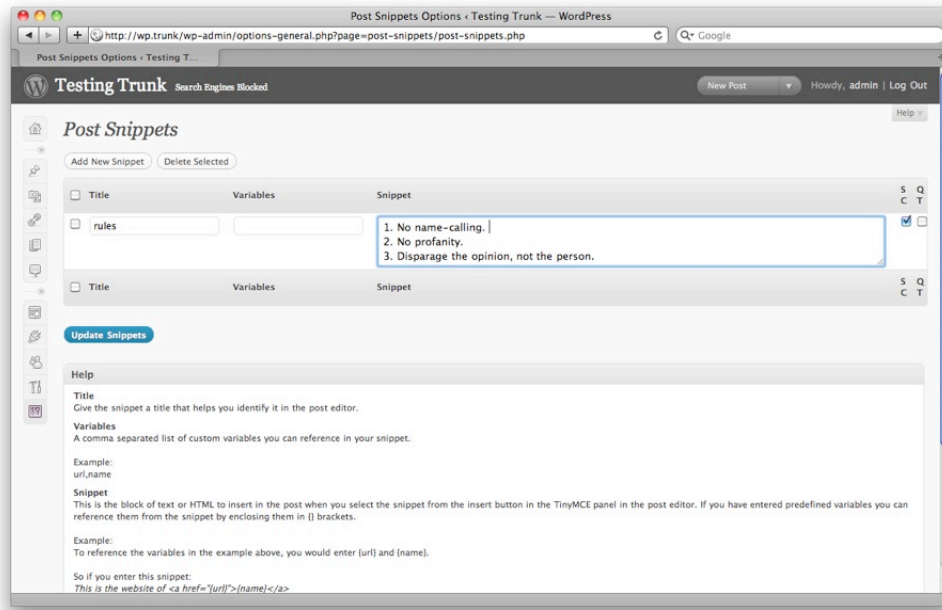 Post Snippets Options ‹ Testing Trunk — WordPress
http://wp.trunk/wp-admin/options-general.php?page=post-snippets/post-snippets.php
Google
Post Snippets Options ‹ Testing T...
Testing Trunk Search Engines Blocked
New Post
Howdy, admin | Log Out
Help
Post Snippets
Add New Snippet
Delete Selected
Title Variables Snippet S C Q T
rules
1. No name-calling.
2. No profanity.
3. Disparage the opinion, not the person.
Title Variables Snippet S C Q T
Update Snippets
Help
Title
Give the snippet a title that helps you identify it in the post editor.
Variables
A comma separated list of custom variables you can reference in your snippet.
Example:
url,name
Snippet
This is the block of text or HTML to insert in the post when you select the snippet from the insert button in the TinyMCE panel in the post editor. If you have entered predefined variables you can
reference them from the snippet by enclosing them in {} brackets.
Example:
To reference the variables in the example above, you would enter {url} and {name}.
So if you enter this snippet:
This is the website of <a href="{url}">{name}</a>